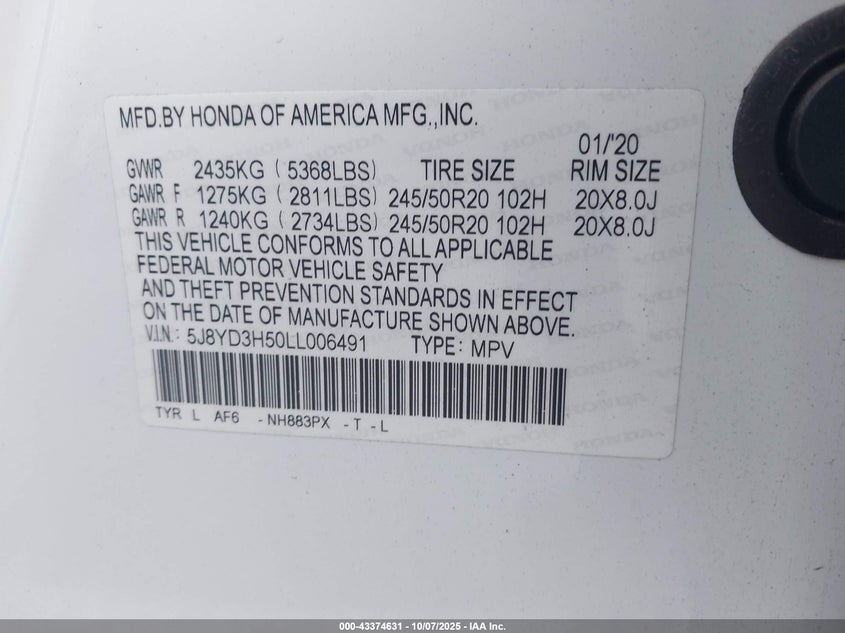 MFD.BY HONDA OF AMERICA MFG.,INC.
01/'20
GVWR 2435KG (5368LBS) TIRE SIZE RIM SIZE
GAWR F 1275KG (2811LBS) 245/50R20 102H 20X8.0J
GAWR R 1240KG (2734LBS) 245/50R20 102H 20X8.0J
THIS VEHICLE CONFORMS TO ALL APPLICABLE
FEDERAL MOTOR VEHICLE SAFETY
AND THEFT PREVENTION STANDARDS IN EFFECT
ON THE DATE OF MANUFACTURE SHOWN ABOVE.
V.I.N.: 5J8YD3H50LL006491 TYPE: MPV
TYR L AF6 -NH883PX -T -L
000-43374631 - 10/07/2025 - IAA Inc.